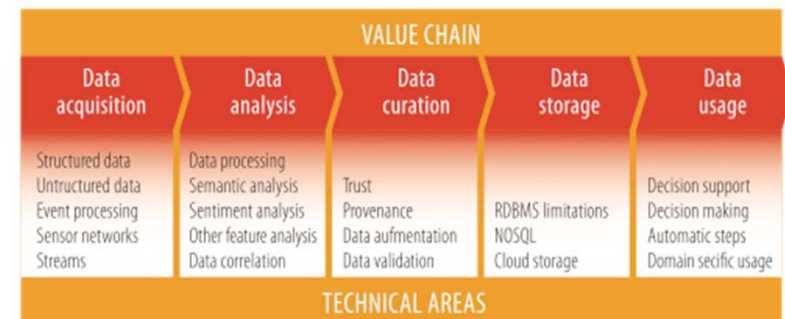 VALUE CHAIN
Data
acquisition
Data
analysis
Data
curation
Data
storage
Data
usage
Structured data
Untructured data
Event processing
Sensor networks
Streams
Data processing
Semantic analysis
Sentiment analysis
Other feature analysis
Data correlation
Trust
Provenance
Data aufmentation
Data validation
RDBMS limitations
NOSQL
Cloud storage
Decision support
Decision making
Automatic steps
Domain secific usage
TECHNICAL AREAS